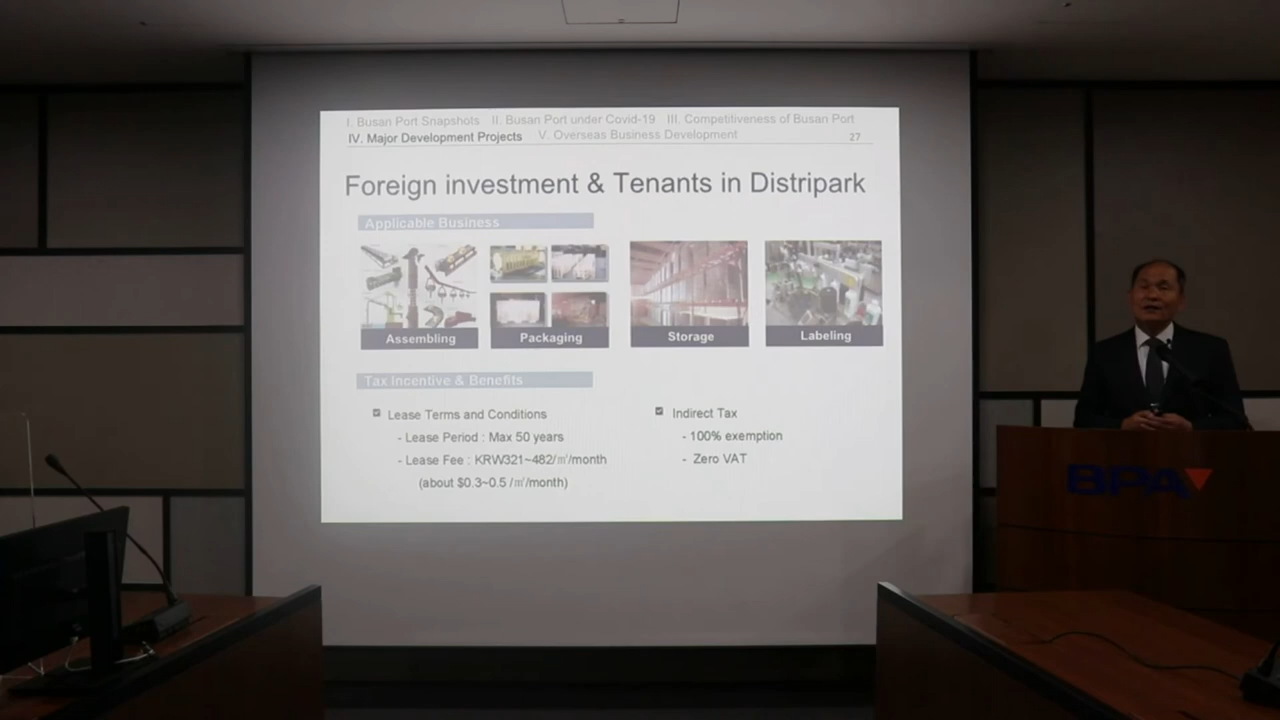 I. Busan Port Snapshots II. Busan Port under Covid-19 III. Competitiveness of Busan Port
IV. Major Development Projects V. Overseas Business Development 27
Foreign investment & Tenants in Distripark
Applicable Business
Assembling Packaging Storage Labeling
Tax Incentive & Benefits
Lease Terms and Conditions
- Lease Period : Max 50 years
- Lease Fee : KRW321~482/㎡/month
(about $0.3~0.5 /㎡/month)
Indirect Tax
- 100% exemption
- Zero VAT
BPA